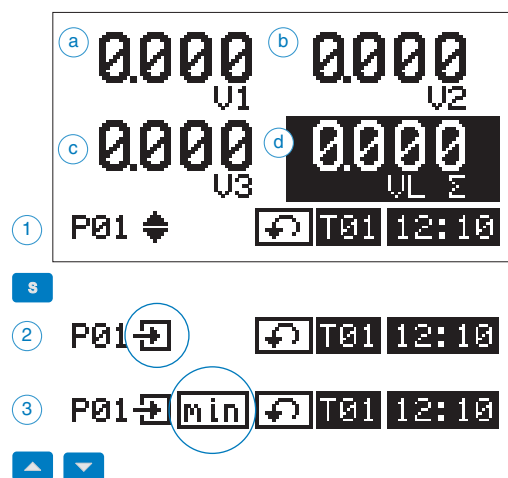 a 0.000 b 0.000
V1 V2
c 0.000 d 0.000
V3 VL Σ
1 P01 T01 12:10
S
2 P01 T01 12:10
3 P01 min T01 12:10